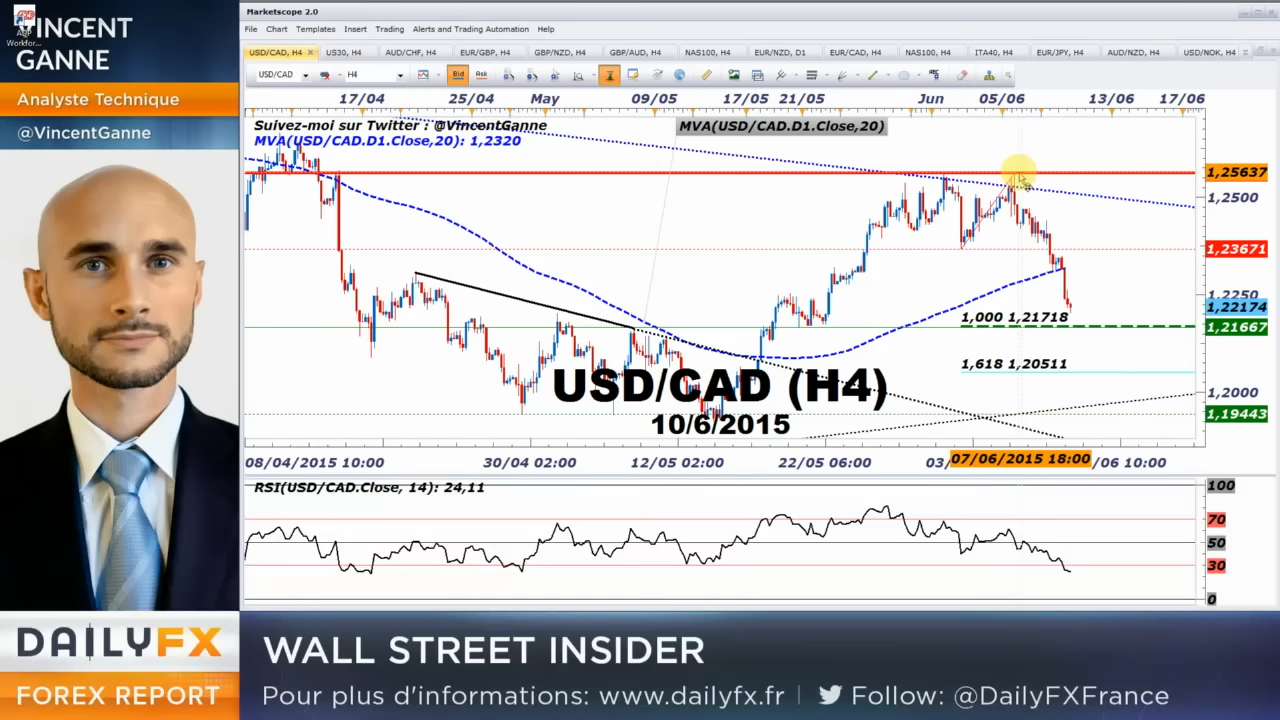 VINCENT
GANNE
Analyste Technique
@VincentGanne
Marketscope 2.0
File Chart Templates Insert Trading Alerts and Trading Automation Help
USD/CAD, H4 US30, H4 AUD/CHF, H4 EUR/GBP, H4 GBP/NZD, H4 GBP/AUD, H4 NAS100, H4 EUR/NZD, D1 EUR/CAD, H4 NAS100, H4 ITA40, H4 EUR/JPY, H4 AUD/NZD, H4 USD/NOK, H4
USD/CAD H4 Bid Ask
17/04 25/04 May 09/05 17/05 21/05 Jun 05/06 13/06 17/06
Suivez-moi sur Twitter : @VincentGanne
MVA(USD/CAD.D1.Close,20)
MVA(USD/CAD.D1.Close,20): 1,2320
1,25637
1,2500
1,23671
1,2250
1,22174
1,000 1,21718
1,21667
1,618 1,20511
1,2000
1,19443
USD/CAD (H4)
10/6/2015
08/04/2015 10:00 30/04 02:00 12/05 02:00 22/05 06:00 03/ 07/06/2015 18:00 /06 10:00
RSI(USD/CAD.Close, 14): 24,11
100
70
50
30
0
DAILYFX
FOREX REPORT
WALL STREET INSIDER
Pour plus d'informations: www.dailyfx.fr | Follow: @DailyFXFrance